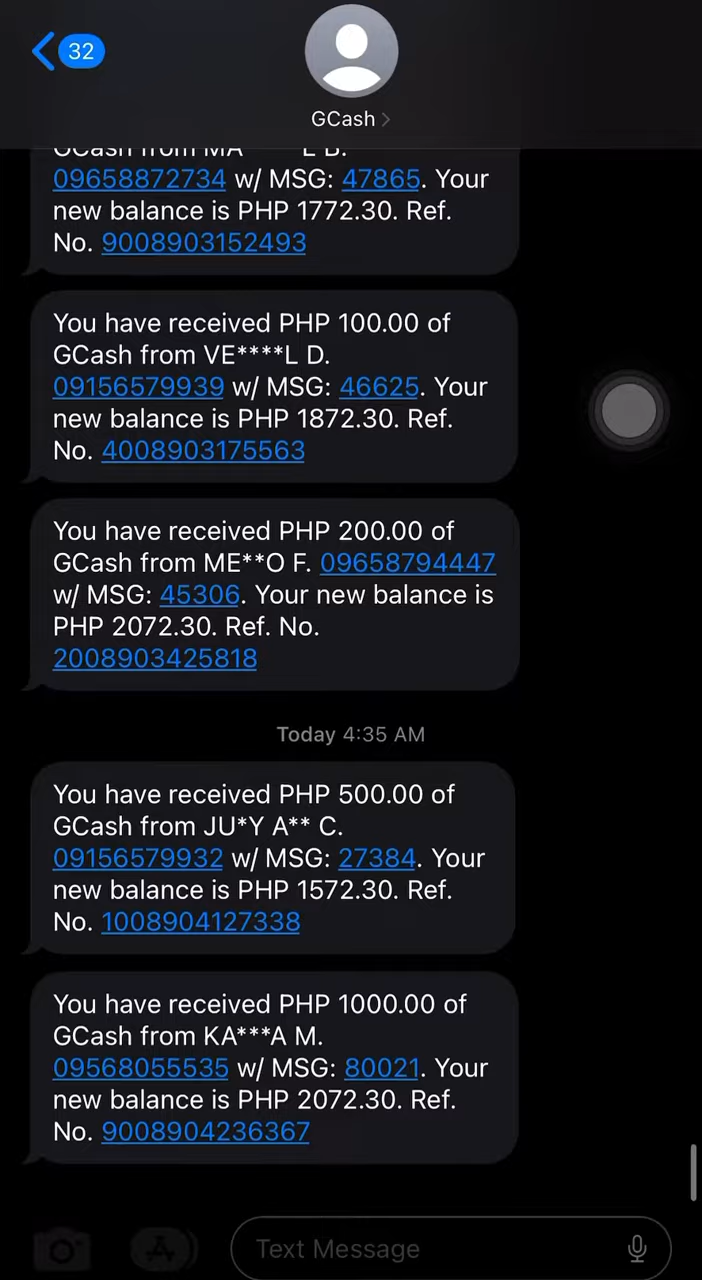 32
GCash
GCash from MA L B.
09658872734 w/ MSG: 47865. Your
new balance is PHP 1772.30. Ref.
No. 9008903152493
You have received PHP 100.00 of
GCash from VE****L D.
09156579939 w/ MSG: 46625. Your
new balance is PHP 1872.30. Ref.
No. 4008903175563
You have received PHP 200.00 of
GCash from ME**O F. 09658794447
w/ MSG: 45306. Your new balance is
PHP 2072.30. Ref. No.
2008903425818
Today 4:35 AM
You have received PHP 500.00 of
GCash from JU*Y A** C.
09156579932 w/ MSG: 27384. Your
new balance is PHP 1572.30. Ref.
No. 1008904127338
You have received PHP 1000.00 of
GCash from KA***A M.
09568055535 w/ MSG: 80021. Your
new balance is PHP 2072.30. Ref.
No. 9008904236367
Text Message